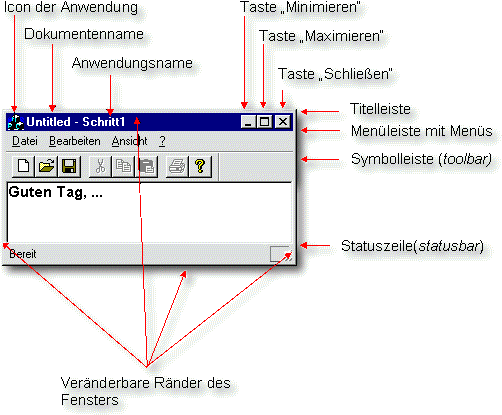 Icon der Anwendung
Taste „Minimieren”
Dokumentenname
Taste „Maximieren”
Anwendungsname
Taste „Schließen”
Untitled - Schritt1
Titelleiste
Datei Bearbeiten Ansicht ?
Menüleiste mit Menüs
?
Symbolleiste (toolbar)
Guten Tag, ...
Bereit
Statuszeile(statusbar)
Veränderbare Ränder des
Fensters